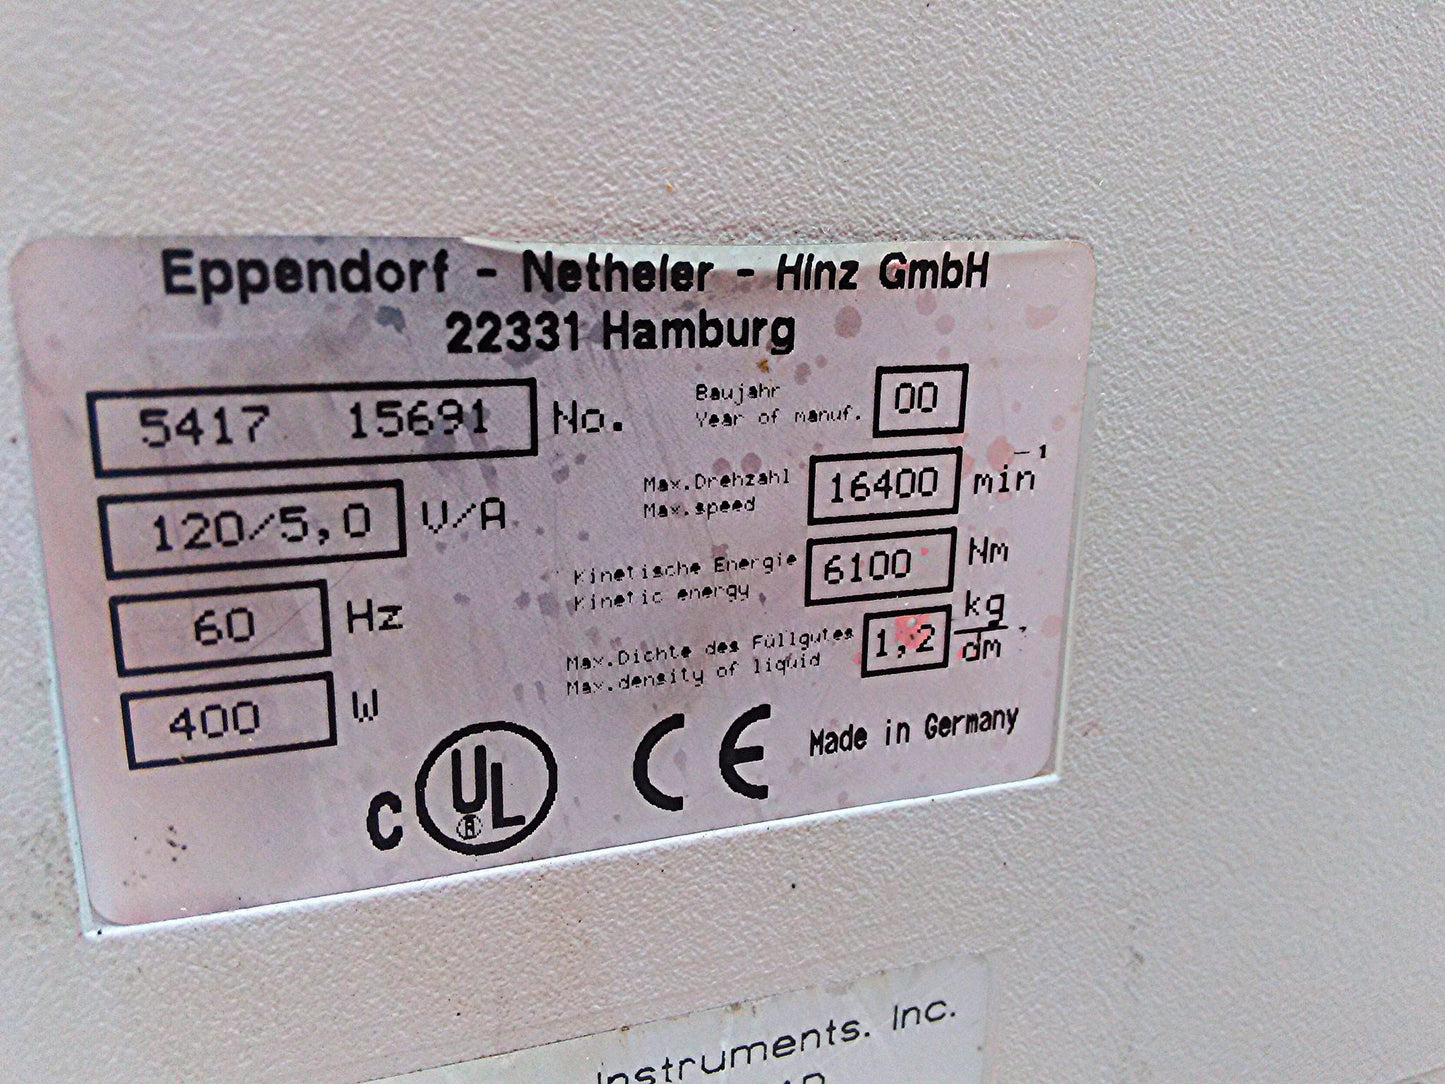 Eppendorf - Netheler - Hinz GmbH
22331 Hamburg
5417 15691 No.
Baujahr
Year of manuf. 00
120/5,0 V/A
Max.Drehzahl
Max.speed 16400 min⁻¹
60 Hz
Kinetische Energie
Kinetic energy 6100 Nm
400 W
Max.Dichte des Füllgutes
Max.density of liquid 1,2 kg/dm
c UL ® CE Made in Germany
Instruments. Inc.